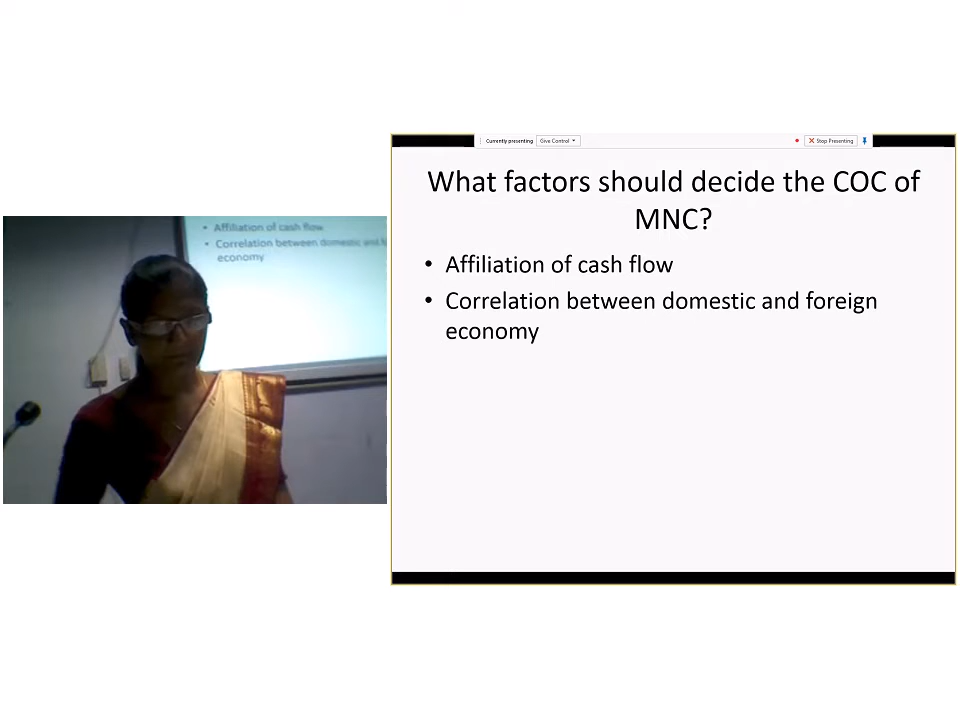 Affiliation of cash flow
Correlation between domestic and
economy
Currently presenting Give Control Stop Presenting
What factors should decide the COC of
MNC?
• Affiliation of cash flow
• Correlation between domestic and foreign
economy